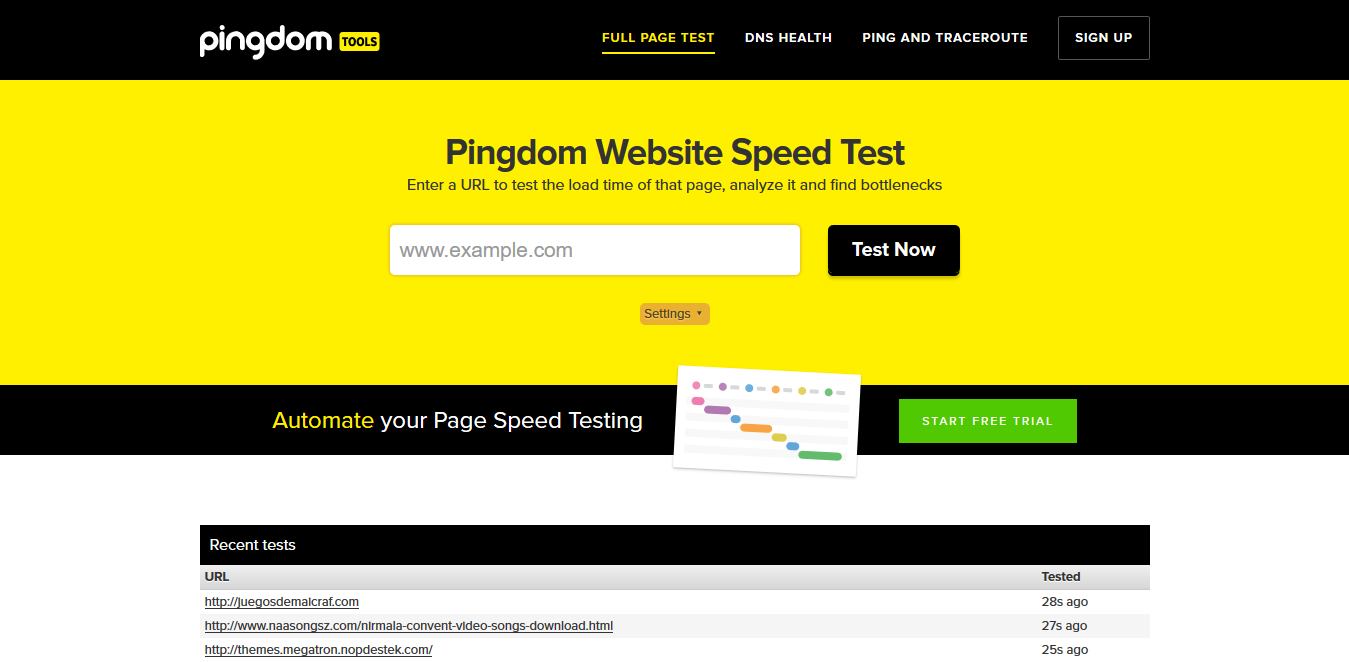 pingdom TOOLS
FULL PAGE TEST DNS HEALTH PING AND TRACEROUTE SIGN UP
Pingdom Website Speed Test
Enter a URL to test the load time of that page, analyze it and find bottlenecks
www.example.com Test Now
Settings ▼
Automate your Page Speed Testing START FREE TRIAL
Recent tests
URL Tested
http://juegosdemaicraf.com 28s ago
http://www.naasongsz.com/nirmala-convent-video-songs-download.html 27s ago
http://themes.megatron.nopdestek.com/ 25s ago